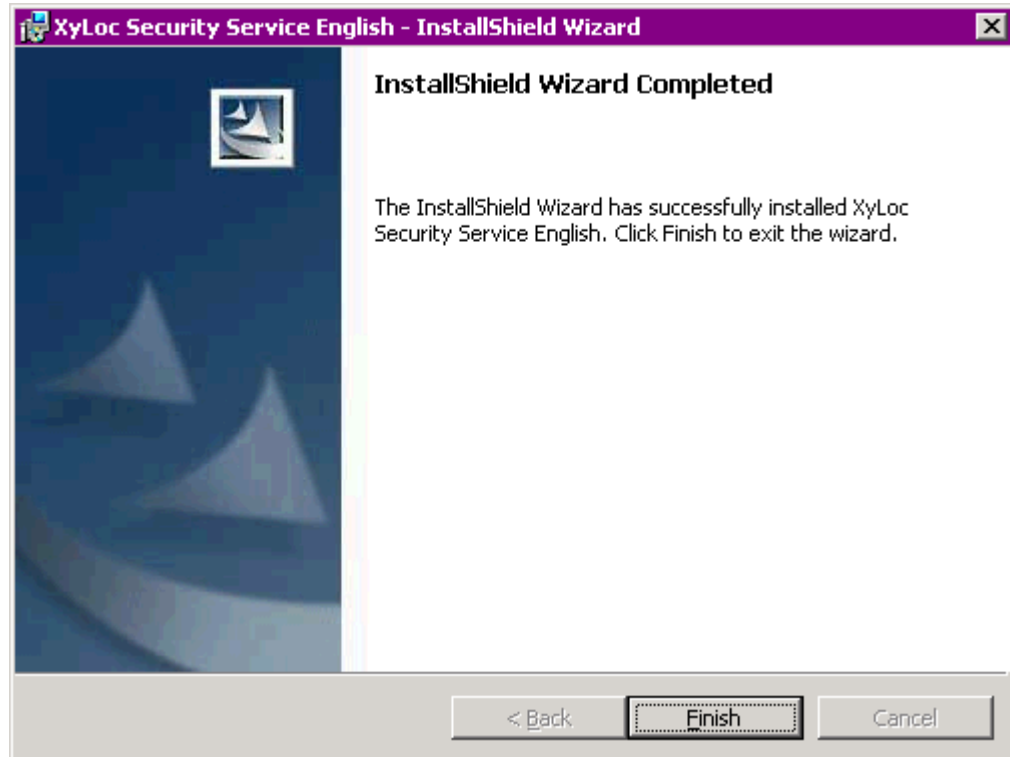 XyLoc Security Service English - InstallShield Wizard
InstallShield Wizard Completed
The InstallShield Wizard has successfully installed XyLoc
Security Service English. Click Finish to exit the wizard.
< Back
Finish
Cancel